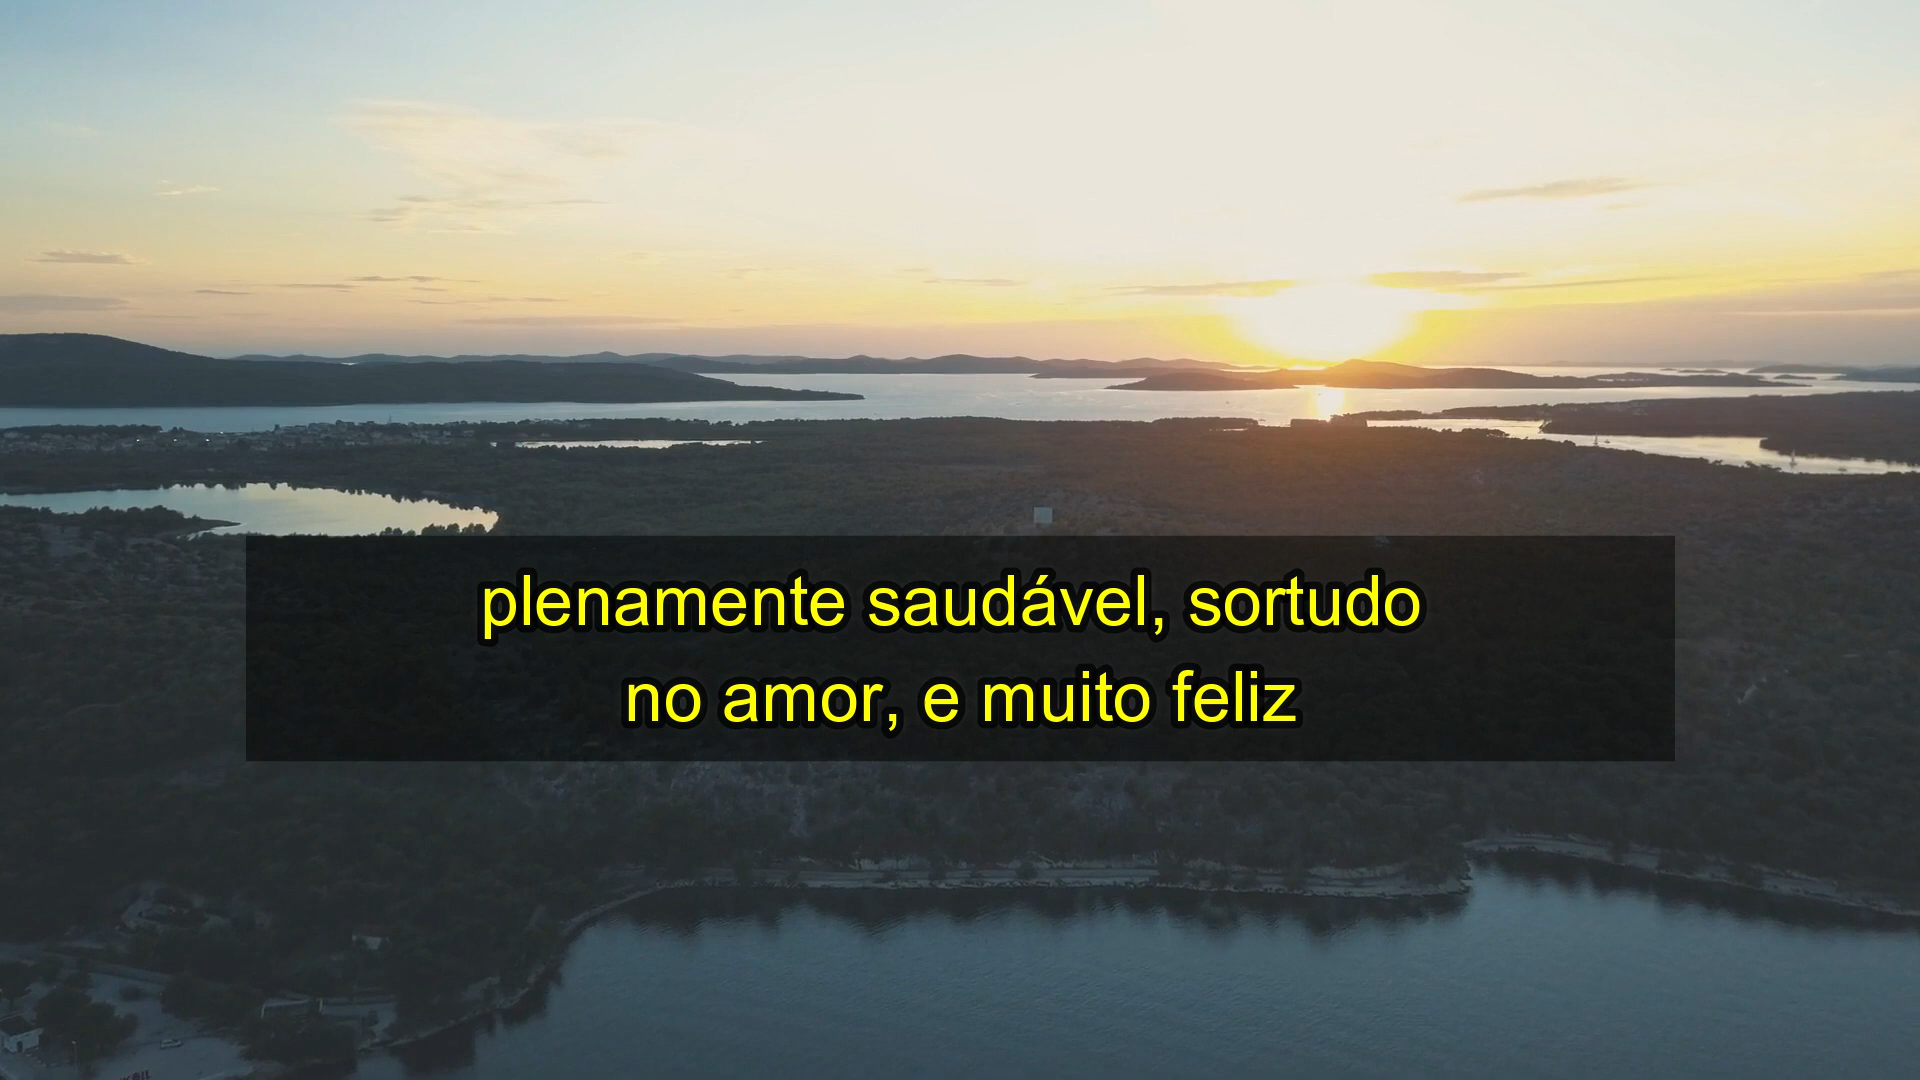 plenamente saudável, sortudo
no amor, e muito feliz